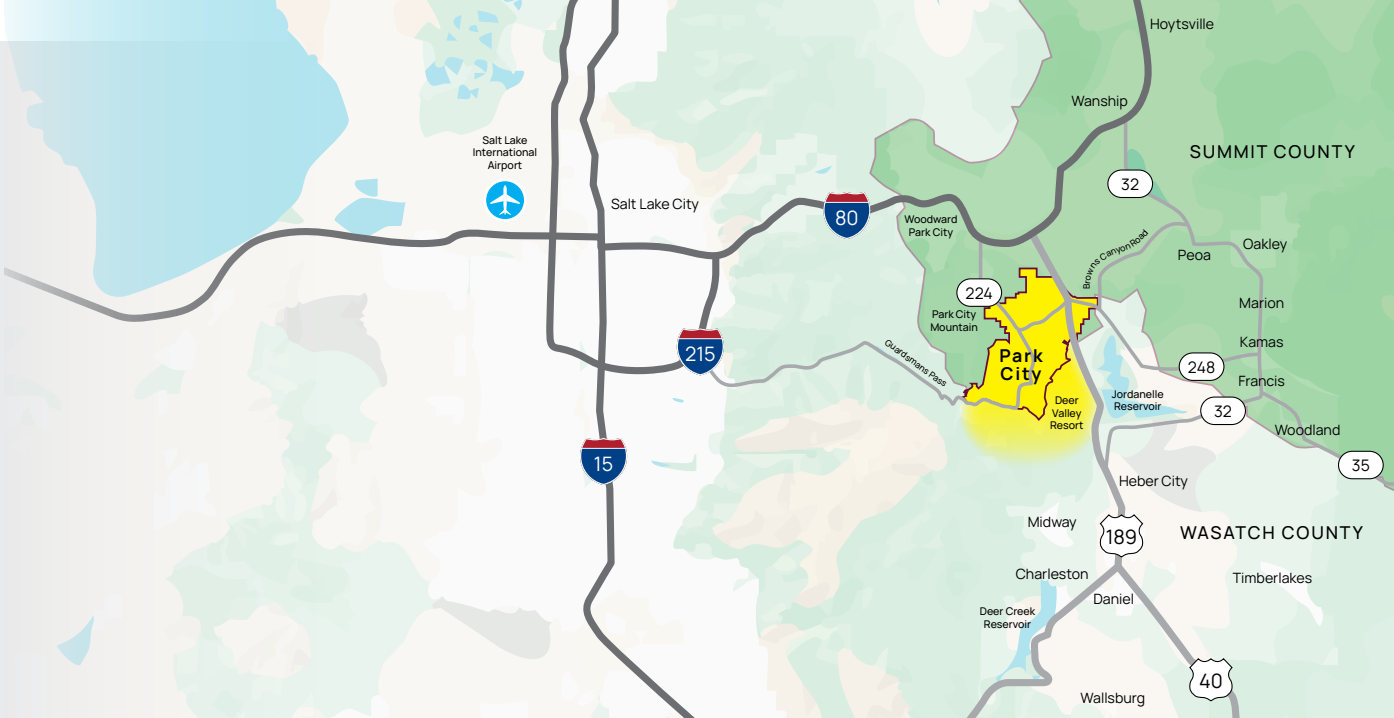 Hoytsville
Wanship
SUMMIT COUNTY
Salt Lake
International
Airport
32
Salt Lake City
80
Woodward
Park City
Browns Canyon Road
Oakley
Peoa
224
Marion
Park City
Mountain
215
Guardsmans Pass
Park
City
Kamas
248
Francis
Jordanelle
Reservoir
32
Deer
Valley
Resort
Woodland
15
35
Heber City
Midway
189
WASATCH COUNTY
Charleston
Timberlakes
Daniel
Deer Creek
Reservoir
40
Wallsburg